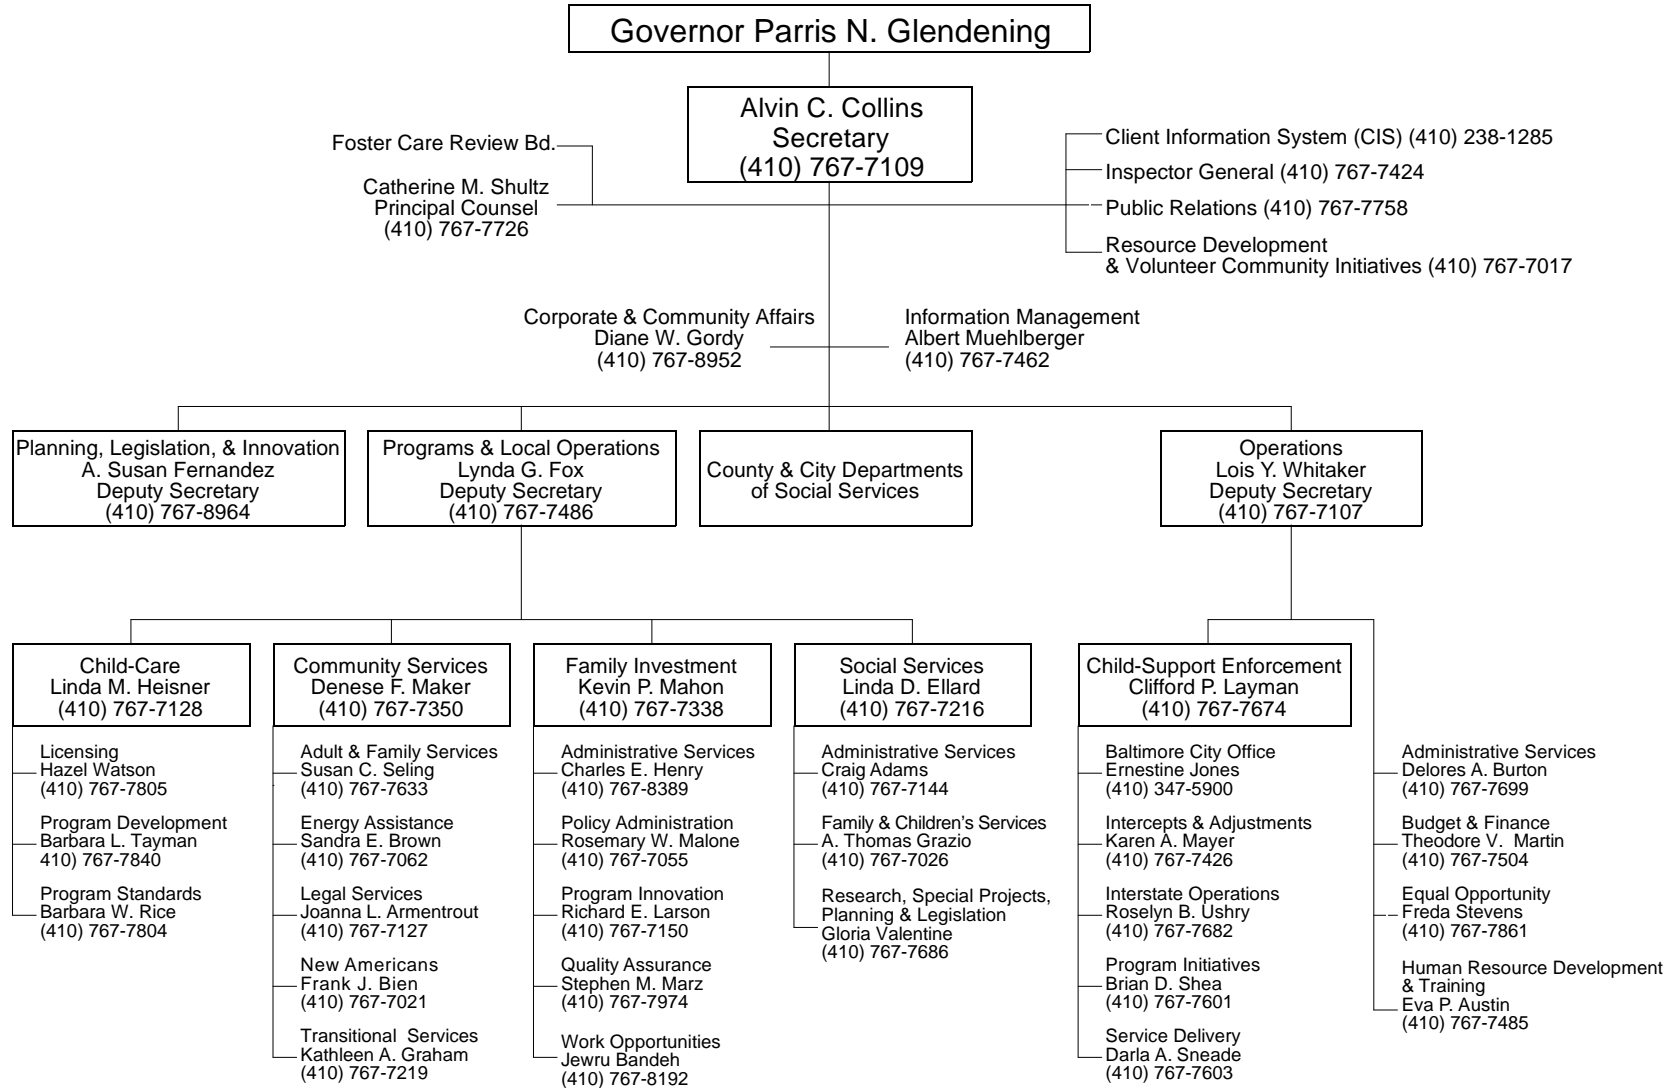 Governor Parris N. Glendening
Alvin C. Collins
Secretary
(410) 767-7109
Foster Care Review Bd.
Catherine M. Shultz
Principal Counsel
(410) 767-7726
Client Information System (CIS) (410) 238-1285
Inspector General (410) 767-7424
Public Relations (410) 767-7758
Resource Development
& Volunteer Community Initiatives (410) 767-7017
Corporate & Community Affairs
Diane W. Gordy
(410) 767-8952
Information Management
Albert Muehlberger
(410) 767-7462
Planning, Legislation, & Innovation
A. Susan Fernandez
Deputy Secretary
(410) 767-8964
Programs & Local Operations
Lynda G. Fox
Deputy Secretary
(410) 767-7486
County & City Departments
of Social Services
Operations
Lois Y. Whitaker
Deputy Secretary
(410) 767-7107
Child-Care
Linda M. Heisner
(410) 767-7128
Licensing
Hazel Watson
(410) 767-7805
Program Development
Barbara L. Tayman
410) 767-7840
Program Standards
Barbara W. Rice
(410) 767-7804
Community Services
Denese F. Maker
(410) 767-7350
Adult & Family Services
Susan C. Seling
(410) 767-7633
Energy Assistance
Sandra E. Brown
(410) 767-7062
Legal Services
Joanna L. Armentrout
(410) 767-7127
New Americans
Frank J. Bien
(410) 767-7021
Transitional Services
Kathleen A. Graham
(410) 767-7219
Family Investment
Kevin P. Mahon
(410) 767-7338
Administrative Services
Charles E. Henry
(410) 767-8389
Policy Administration
Rosemary W. Malone
(410) 767-7055
Program Innovation
Richard E. Larson
(410) 767-7150
Quality Assurance
Stephen M. Marz
(410) 767-7974
Work Opportunities
Jewru Bandeh
(410) 767-8192
Social Services
Linda D. Ellard
(410) 767-7216
Administrative Services
Craig Adams
(410) 767-7144
Family & Children's Services
A. Thomas Grazio
(410) 767-7026
Research, Special Projects,
Planning & Legislation
Gloria Valentine
(410) 767-7686
Child-Support Enforcement
Clifford P. Layman
(410) 767-7674
Baltimore City Office
Ernestine Jones
(410) 347-5900
Intercepts & Adjustments
Karen A. Mayer
(410) 767-7426
Interstate Operations
Roselyn B. Ushry
(410) 767-7682
Program Initiatives
Brian D. Shea
(410) 767-7601
Service Delivery
Darla A. Sneade
(410) 767-7603
Administrative Services
Delores A. Burton
(410) 767-7699
Budget & Finance
Theodore V. Martin
(410) 767-7504
Equal Opportunity
Freda Stevens
(410) 767-7861
Human Resource Development
& Training
Eva P. Austin
(410) 767-7485